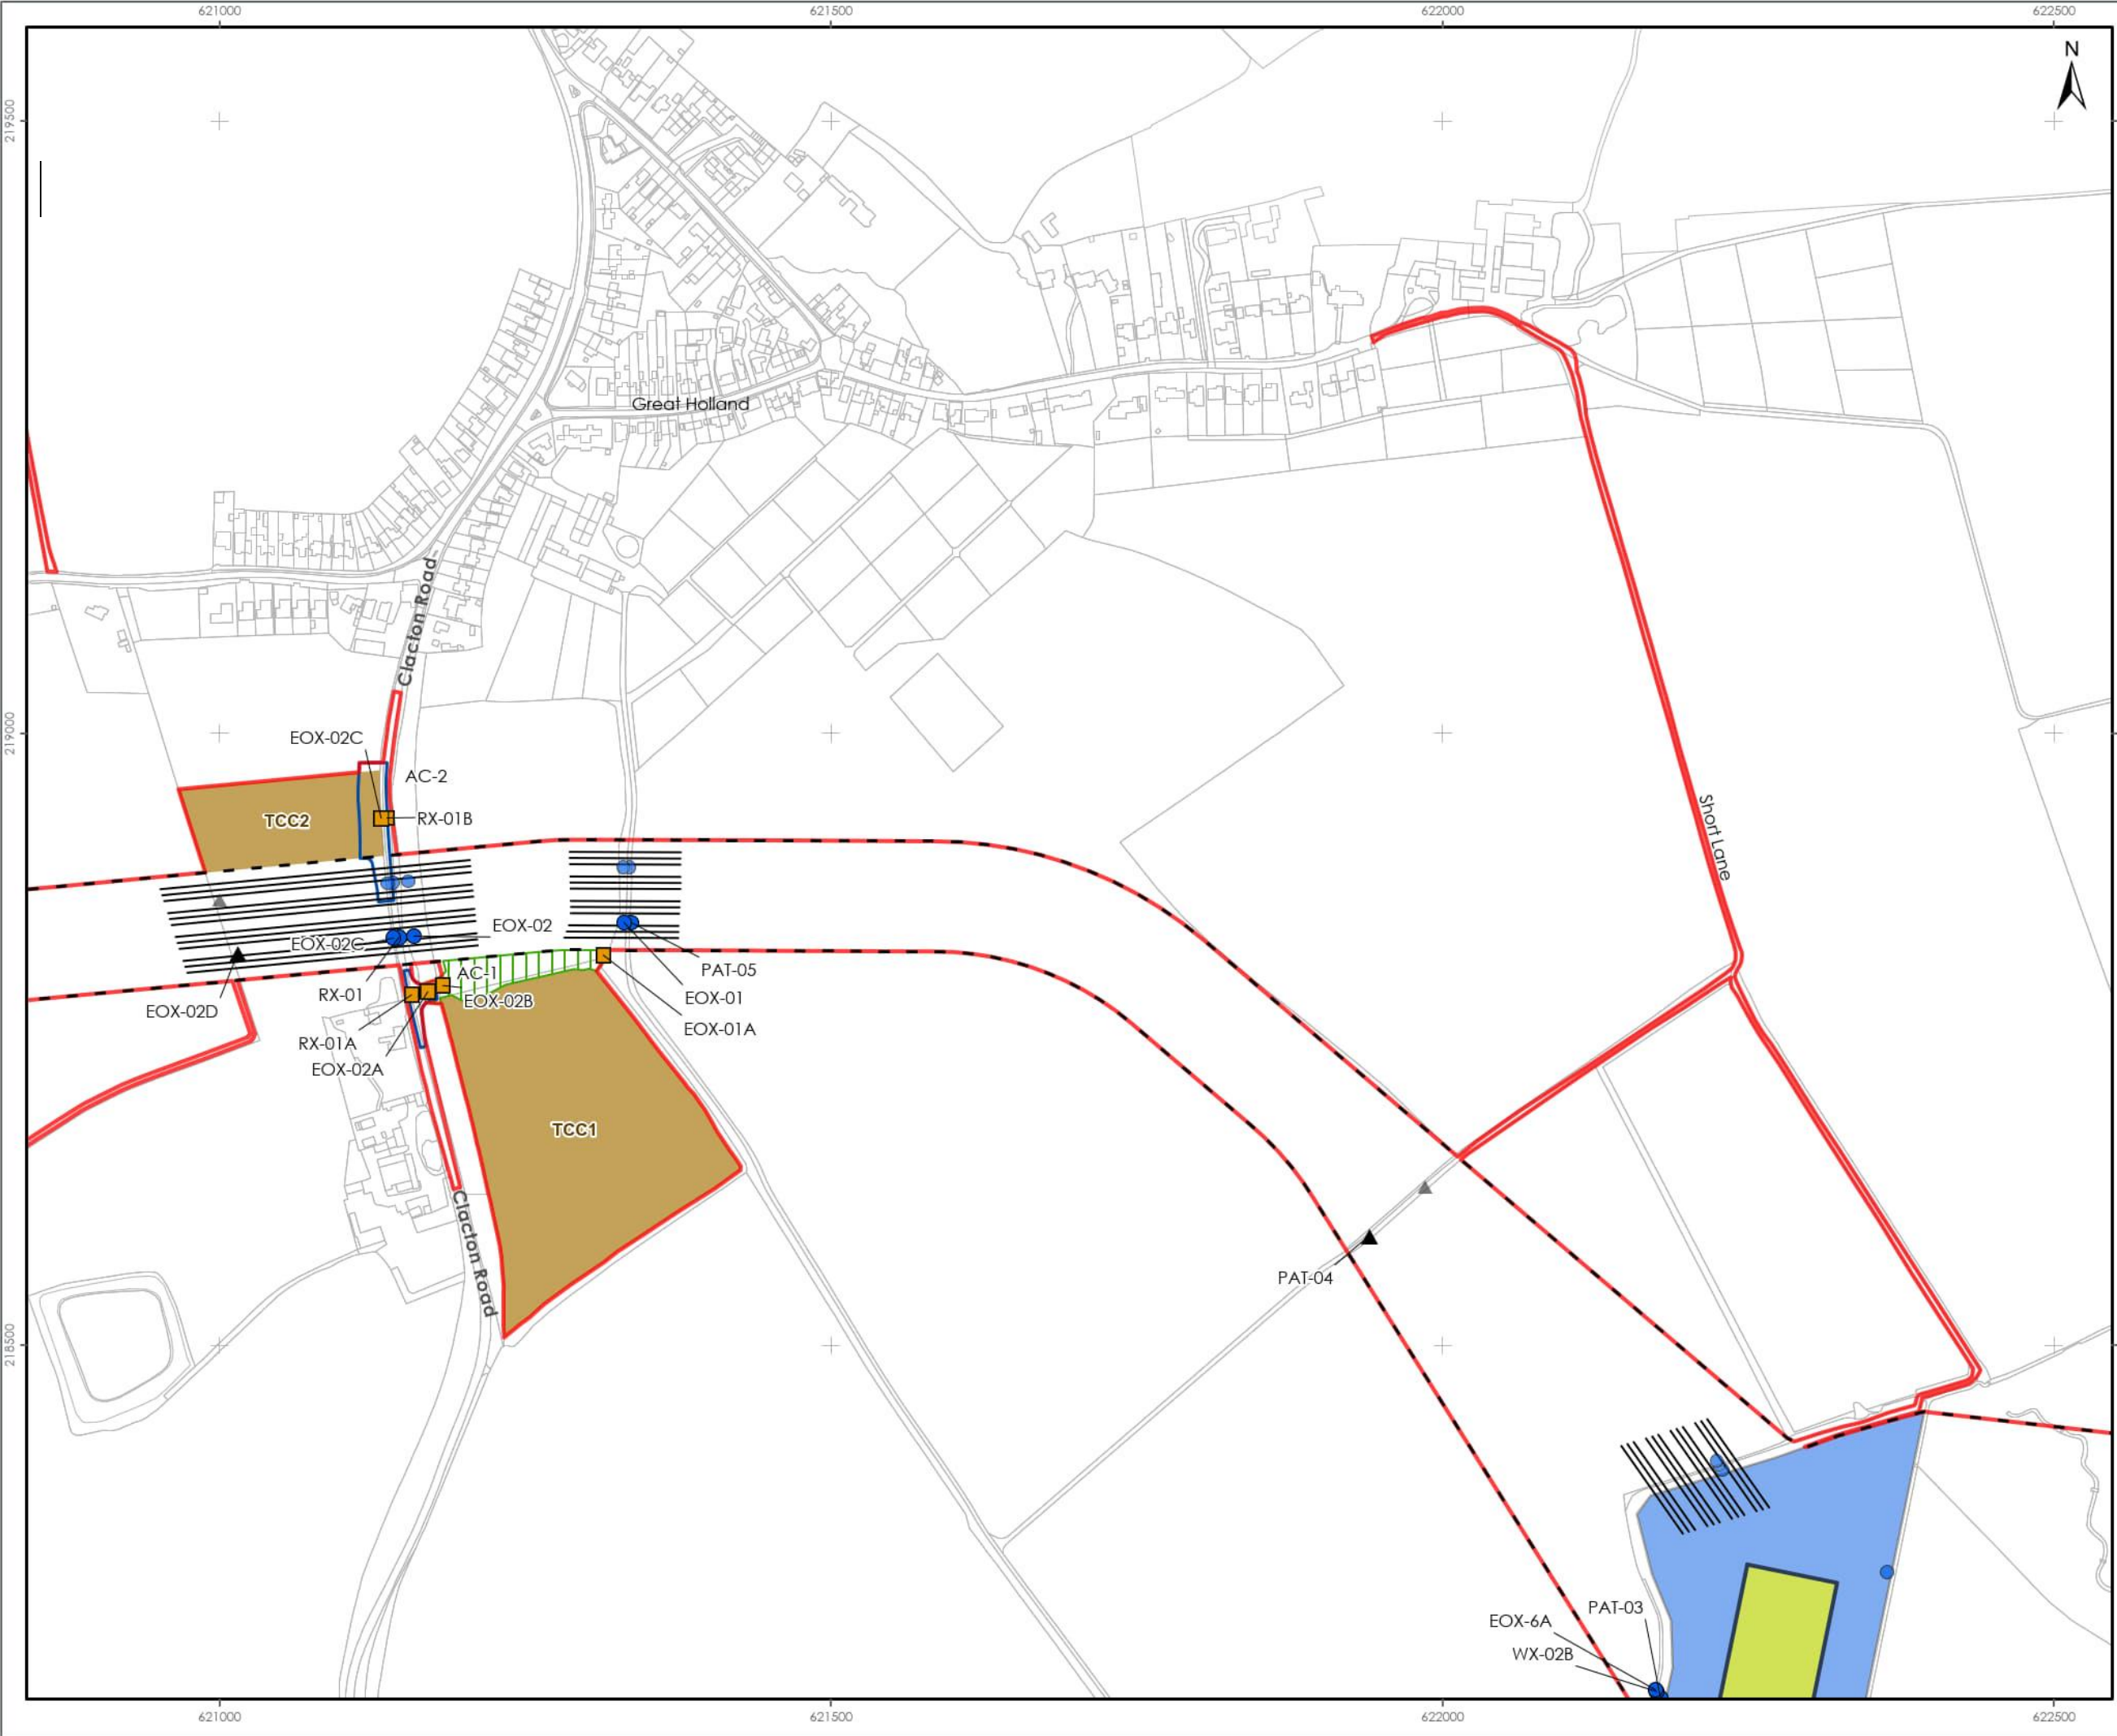 621000
621500
622000
622500
N
219500
Great Holland
Clacton Road
219000
EOX-02C
AC-2
TCC2
RX-01B
Short Lane
EOX-02
EOX-02C
PAT-05
AC-1
EOX-01
RX-01
EOX-02B
EOX-02D
EOX-01A
RX-01A
EOX-02A
TCC1
Clacton Road
PAT-04
218500
PAT-03
EOX-6A
WX-02B
621000
621500
622000
622500